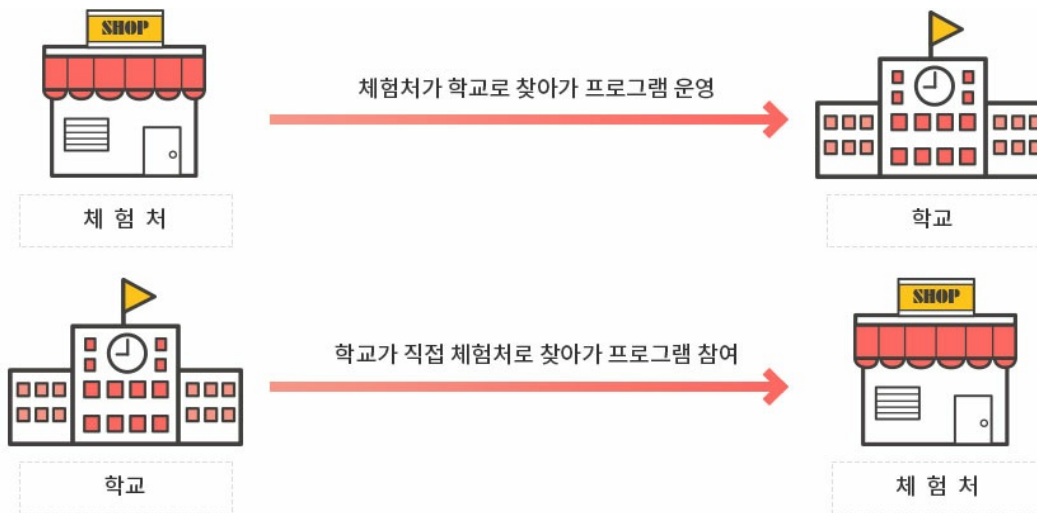 SHOP
체험처가 학교로 찾아가 프로그램 운영
체 험 처
학교
SHOP
학교가 직접 체험처로 찾아가 프로그램 참여
학교
체 험 처